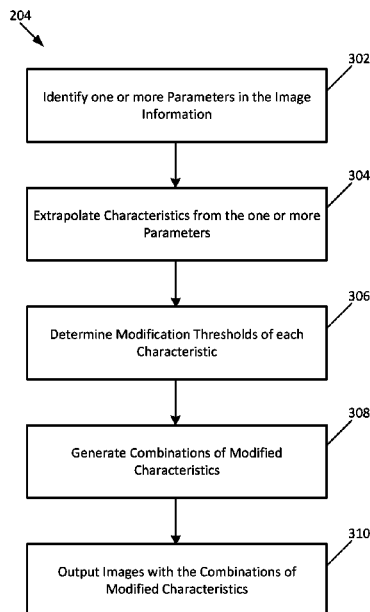 204
302
Identify one or more Parameters in the Image
Information
304
Extrapolate Characteristics from the one or more
Parameters
306
Determine Modification Thresholds of each
Characteristic
308
Generate Combinations of Modified
Characteristics
310
Output Images with the Combinations of
Modified Characteristics